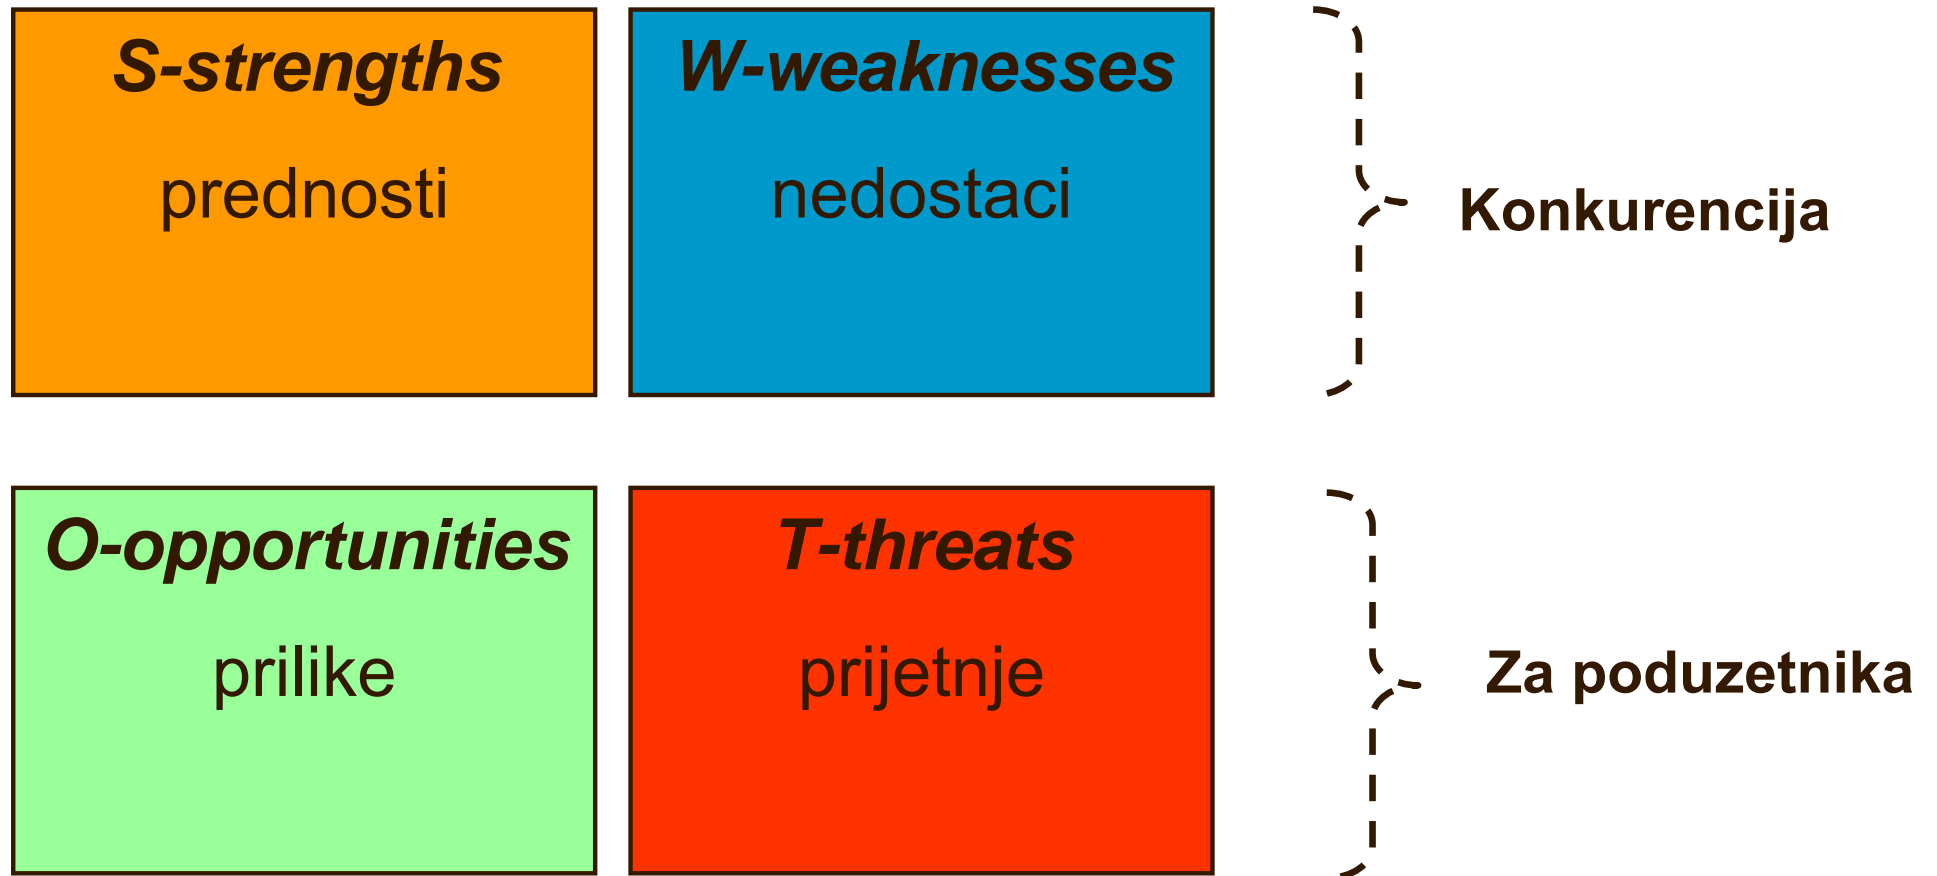 S-strengths
prednosti
W-weaknesses
nedostaci
Konkurencija
O-opportunities
prilike
T-threats
prijetnje
Za poduzetnika